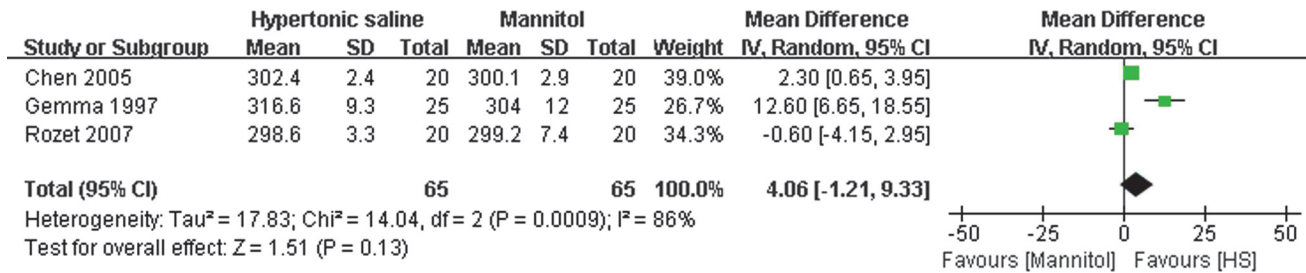 Hypertonic saline Mannitol Mean Difference Mean Difference
Study or Subgroup Mean SD Total Mean SD Total Weight IV, Random, 95% CI IV, Random, 95% CI
Chen 2005 302.4 2.4 20 300.1 2.9 20 39.0% 2.30 [0.65, 3.95]
Gemma 1997 316.6 9.3 25 304 12 25 26.7% 12.60 [6.65, 18.55]
Rozet 2007 298.6 3.3 20 299.2 7.4 20 34.3% -0.60 [-4.15, 2.95]
Total (95% CI) 65 65 100.0% 4.06 [-1.21, 9.33]
Heterogeneity: Tau² = 17.83; Chi² = 14.04, df = 2 (P = 0.0009); I² = 86%
Test for overall effect: Z = 1.51 (P = 0.13)
-50 -25 0 25 50
Favours [Mannitol] Favours [HS]